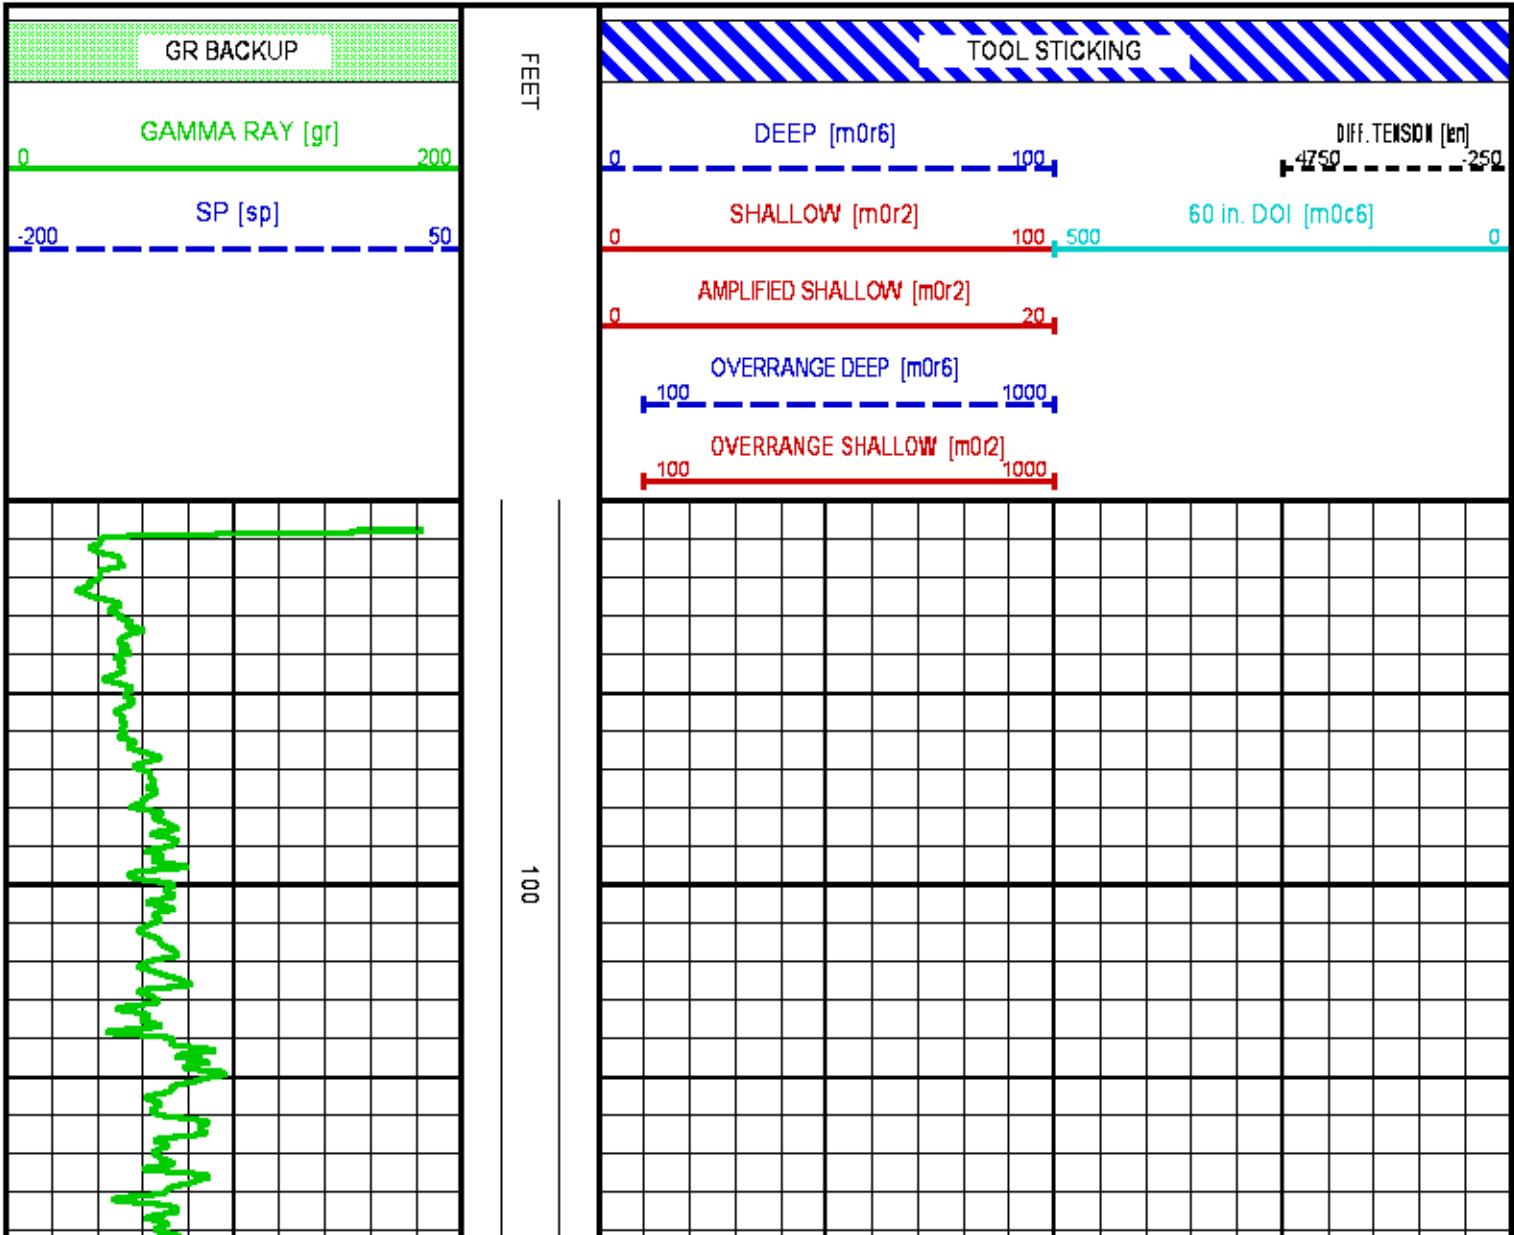 GR BACKUP
FEET
TOOL STICKING
GAMMA RAY [gr]
0 200
SP [sp]
-200 50
DEEP [m0r6]
0 100
DIFF. TENSION [ten]
4750 -250
SHALLOW [m0r2]
0 100
60 in. DOI [m0c6]
500 0
AMPLIFIED SHALLOW [m0r2]
0 20
OVERRANGE DEEP [m0r6]
100 1000
OVERRANGE SHALLOW [m0r2]
100 1000
100